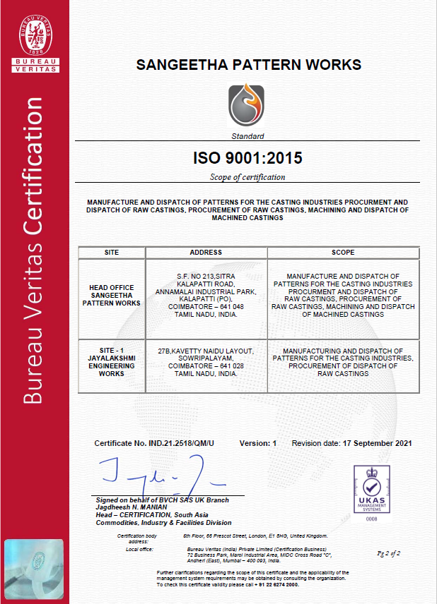 BUREAU VERITAS
1828
BUREAU
VERITAS
Bureau Veritas Certification
SANGEETHA PATTERN WORKS
Standard
ISO 9001:2015
Scope of certification
MANUFACTURE AND DISPATCH OF PATTERNS FOR THE CASTING INDUSTRIES PROCURMENT AND
DISPATCH OF RAW CASTINGS, PROCUREMENT OF RAW CASTINGS, MACHINING AND DISPATCH OF
MACHINED CASTINGS
SITE ADDRESS SCOPE
HEAD OFFICE
SANGEETHA
PATTERN WORKS
S.F. NO 213,SITRA
KALAPATTI ROAD,
ANNAMALAI INDUSTRIAL PARK,
KALAPATTI (PO),
COIMBATORE – 641 048
TAMIL NADU, INDIA.
MANUFACTURE AND DISPATCH OF
PATTERNS FOR THE CASTING INDUSTRIES
PROCURMENT AND DISPATCH OF
RAW CASTINGS, PROCUREMENT OF
RAW CASTINGS, MACHINING AND DISPATCH
OF MACHINED CASTINGS
SITE - 1
JAYALAKSHMI
ENGINEERING
WORKS
27B,KAVETTY NAIDU LAYOUT,
SOWRIPALAYAM,
COIMBATORE – 641 028
TAMIL NADU, INDIA.
MANUFACTURING AND DISPATCH OF
PATTERNS FOR THE CASTING INDUSTRIES,
PROCUREMENT OF DISPATCH OF
RAW CASTINGS
Certificate No. IND.21.2518/QM/U Version: 1 Revision date: 17 September 2021
Signed on behalf of BVCH SAS UK Branch
Jagdheesh N. MANIAN
Head – CERTIFICATION, South Asia
Commodities, Industry & Facilities Division
UKAS
MANAGEMENT
SYSTEMS
0008
Certification body
address:
5th Floor, 66 Prescot Street, London, E1 8HG, United Kingdom.
Local office:
Bureau Veritas (India) Private Limited (Certification Business)
72 Business Park, Marol Industrial Area, MIDC Cross Road "C",
Andheri (East), Mumbai – 400 093, India.
Pg 2 of 2
Further clarifications regarding the scope of this certificate and the applicability of the
management system requirements may be obtained by consulting the organization.
To check this certificate validity please call + 91 22 6274 2000.